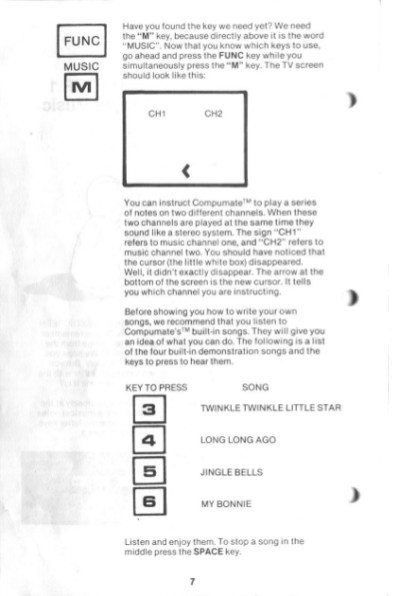 Have you found the key we need yet? We need
FUNC
the "M" key, because directly above it is the word
"MUSIC". Now that you know which keys to use,
go ahead and press the FUNC key while you
MUSIC
simultaneously press the "M" key. The TV screen
M
should look like this:
CH1 CH2
<
You can instruct Compumate™ to play a series
of notes on two different channels. When these
two channels are played at the same time they
sound like a stereo system. The sign "CH1"
refers to music channel one, and "CH2" refers to
music channel two. You should have noticed that
the cursor (the little white box) disappeared.
Well, it didn't exactly disappear. The arrow at the
bottom of the screen is the new cursor. It tells
you which channel you are instructing.
Before showing you how to write your own
songs, we recommend that you listen to
Compumate's™ built-in songs. They will give you
an idea of what you can do. The following is a list
of the four built-in demonstration songs and the
keys to press to hear them.
KEY TO PRESS SONG
3 TWINKLE TWINKLE LITTLE STAR
4 LONG LONG AGO
5 JINGLE BELLS
6 MY BONNIE
Listen and enjoy them. To stop a song in the
middle press the SPACE key.
7